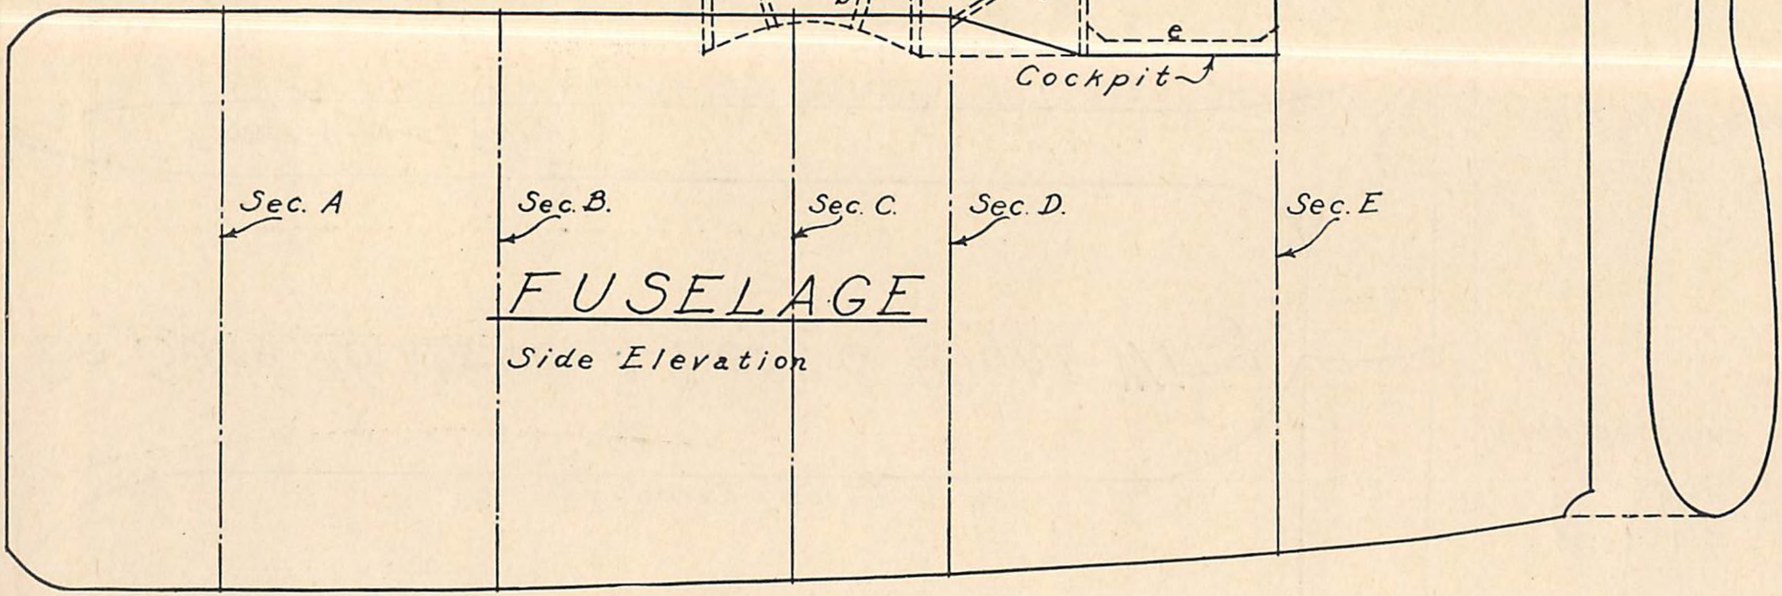 e
Cockpit
Sec. A
Sec. B.
Sec. C.
Sec. D.
Sec. E
FUSELAGE
Side Elevation